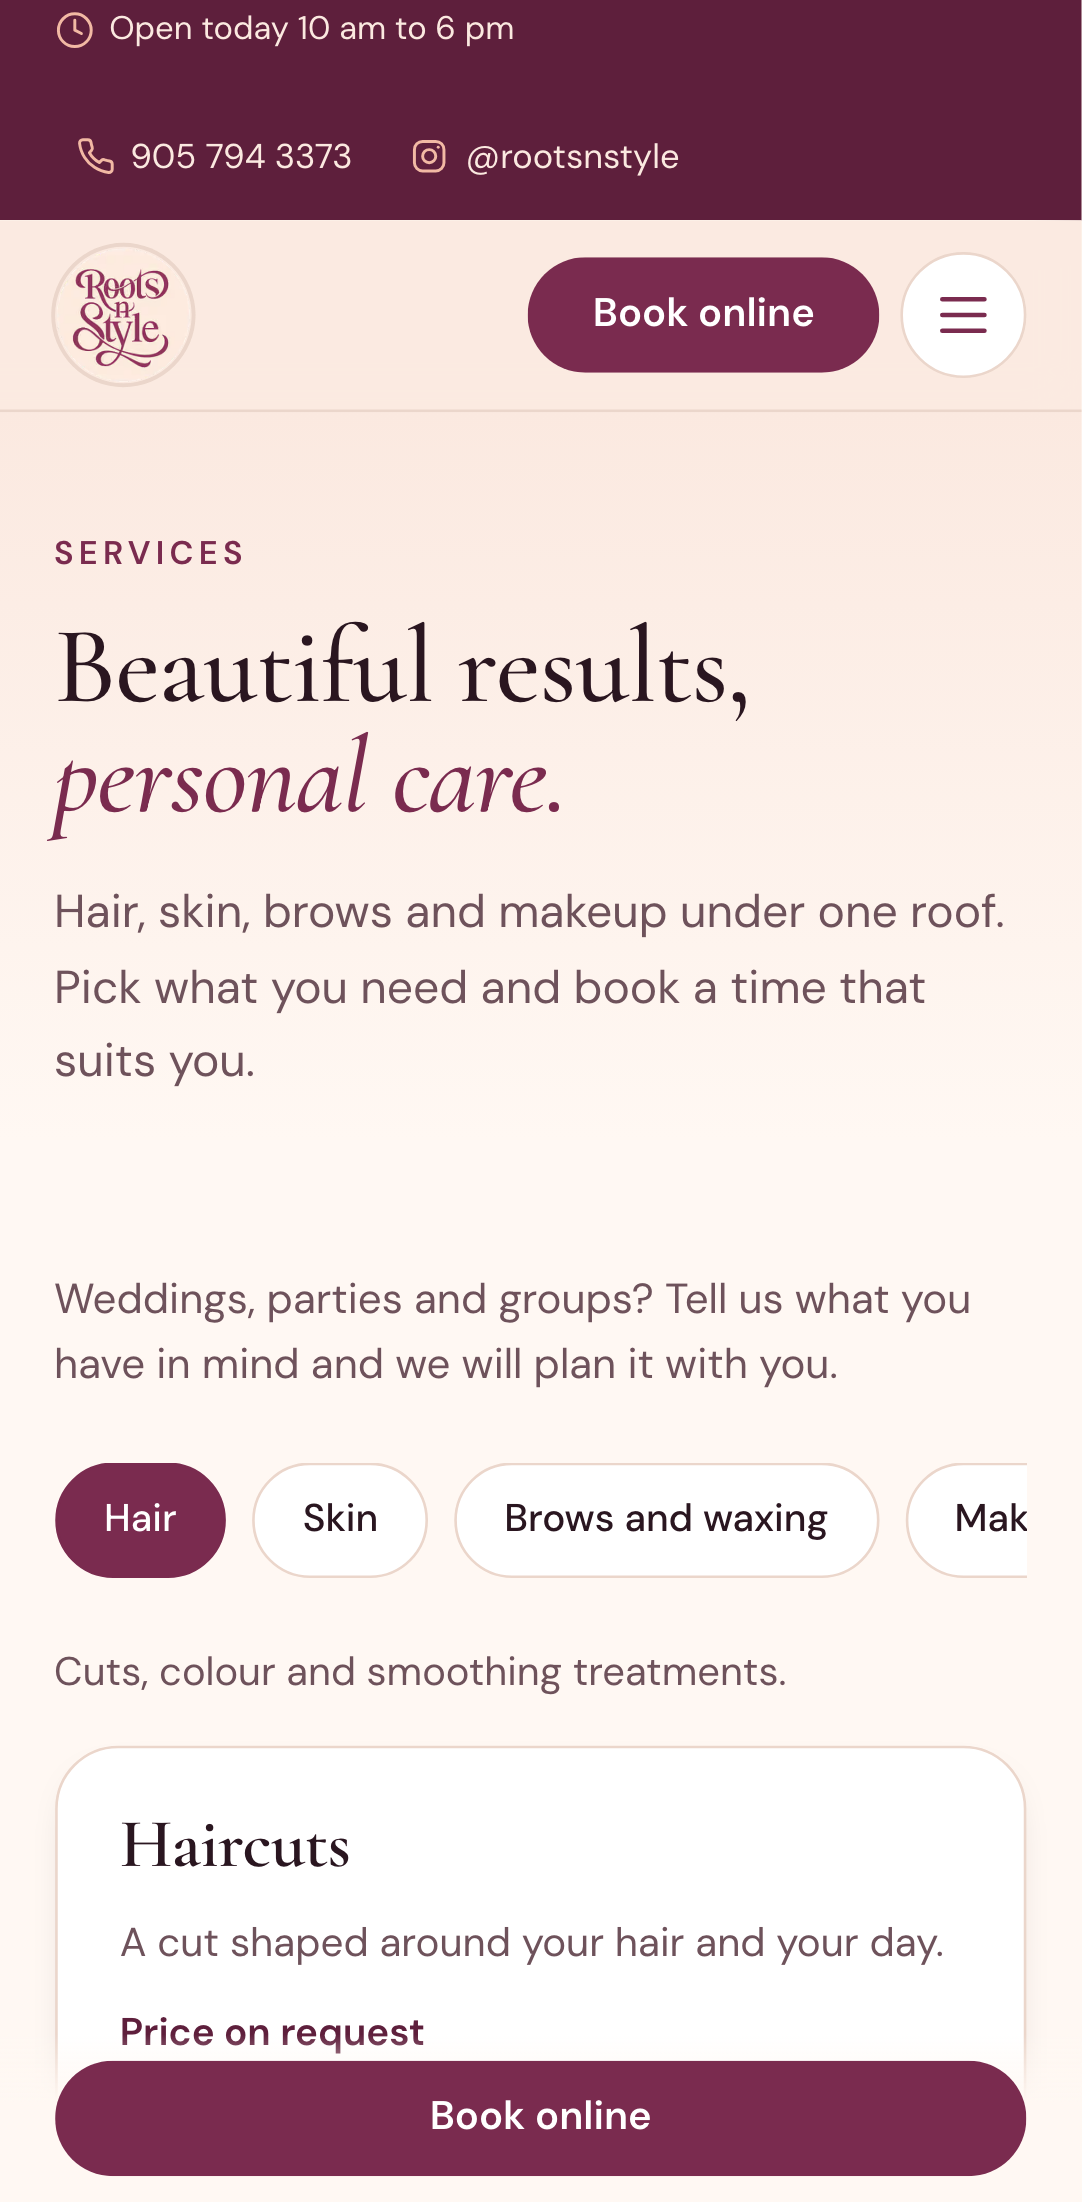 Open today 10 am to 6 pm
905 794 3373 @rootsnstyle
Roots
n
Style
Book online
SERVICES
Beautiful results,
personal care.
Hair, skin, brows and makeup under one roof.
Pick what you need and book a time that
suits you.
Weddings, parties and groups? Tell us what you
have in mind and we will plan it with you.
Hair Skin Brows and waxing Mak
Cuts, colour and smoothing treatments.
Haircuts
A cut shaped around your hair and your day.
Price on request
Book online